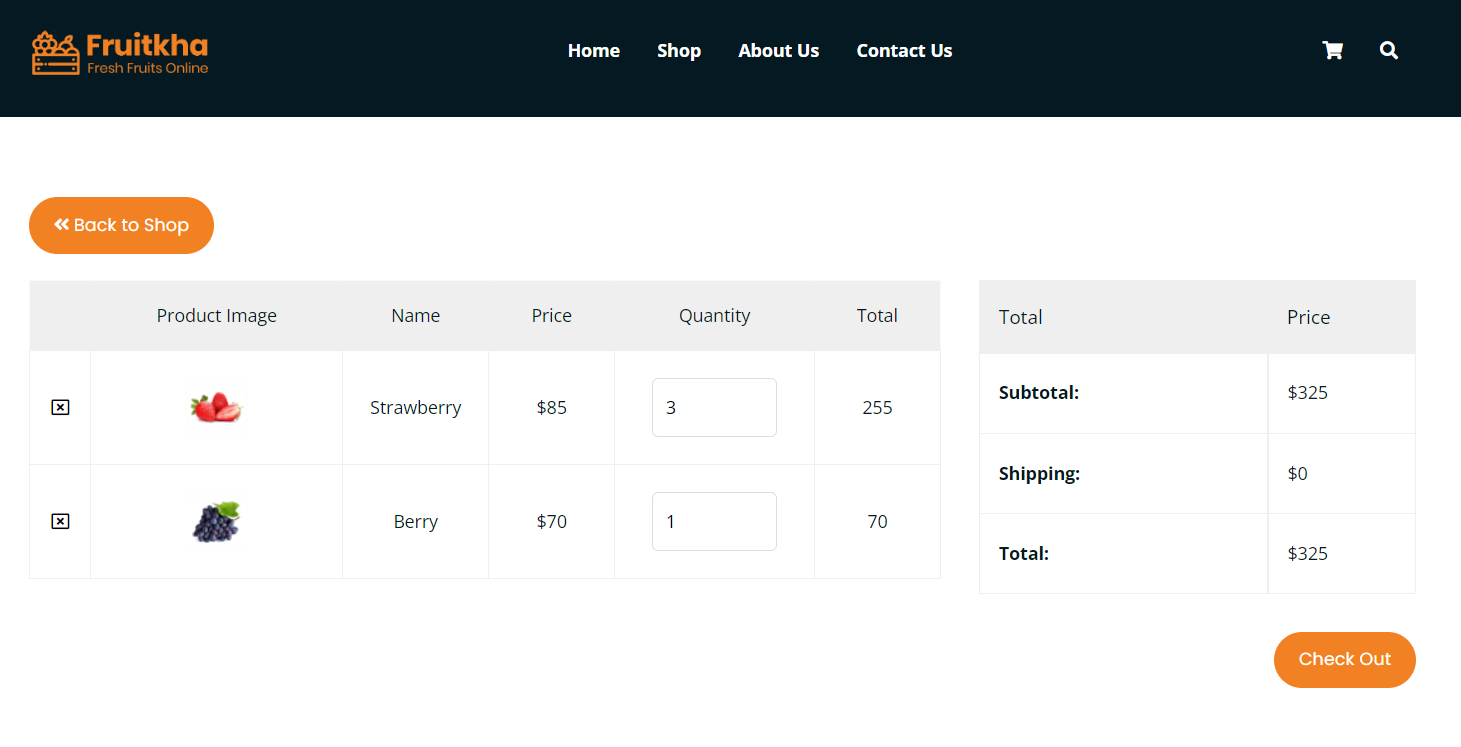 Fruitkha
Fresh Fruits Online
Home Shop About Us Contact Us
Back to Shop
Product Image Name Price Quantity Total
Strawberry $85 3 255
Berry $70 1 70
Total Price
Subtotal: $325
Shipping: $0
Total: $325
Check Out